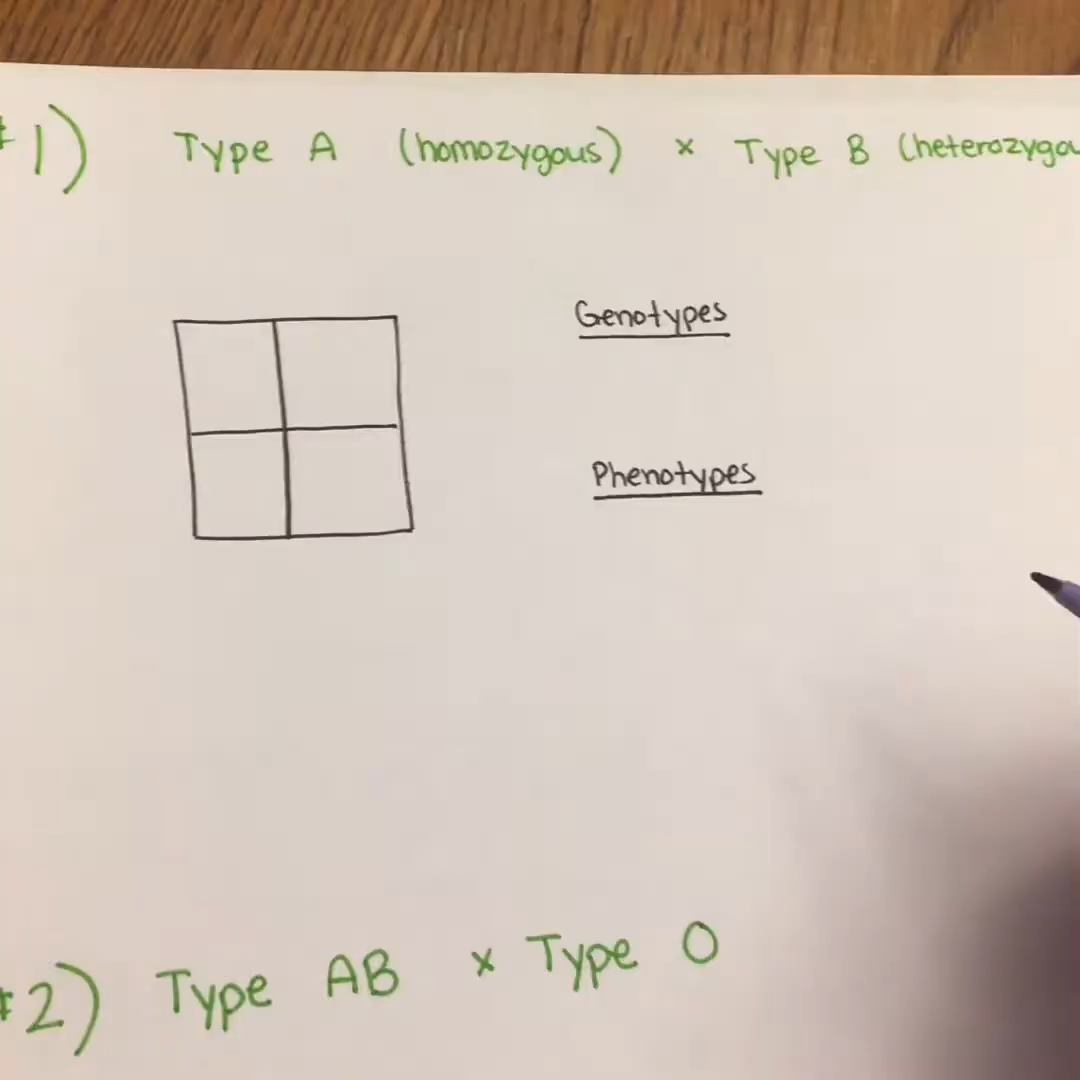 #1) Type A (homozygous) × Type B (heterozygou
Genotypes
Phenotypes
#2) Type AB × Type O